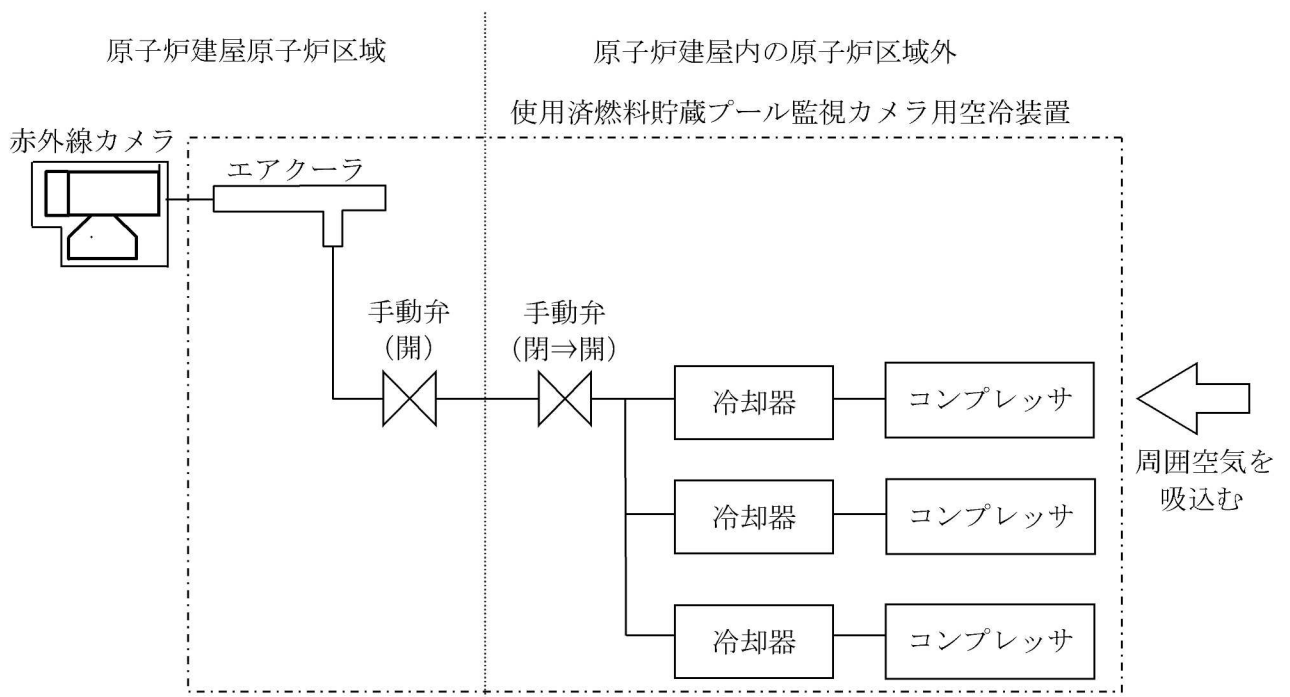 原子炉建屋原子炉区域
原子炉建屋内の原子炉区域外
使用済燃料貯蔵プール監視カメラ用空冷装置
赤外線カメラ
エアクーラ
手動弁
（開）
手動弁
（閉⇒開）
冷却器
コンプレッサ
周囲空気を
吸込む
冷却器
コンプレッサ
冷却器
コンプレッサ